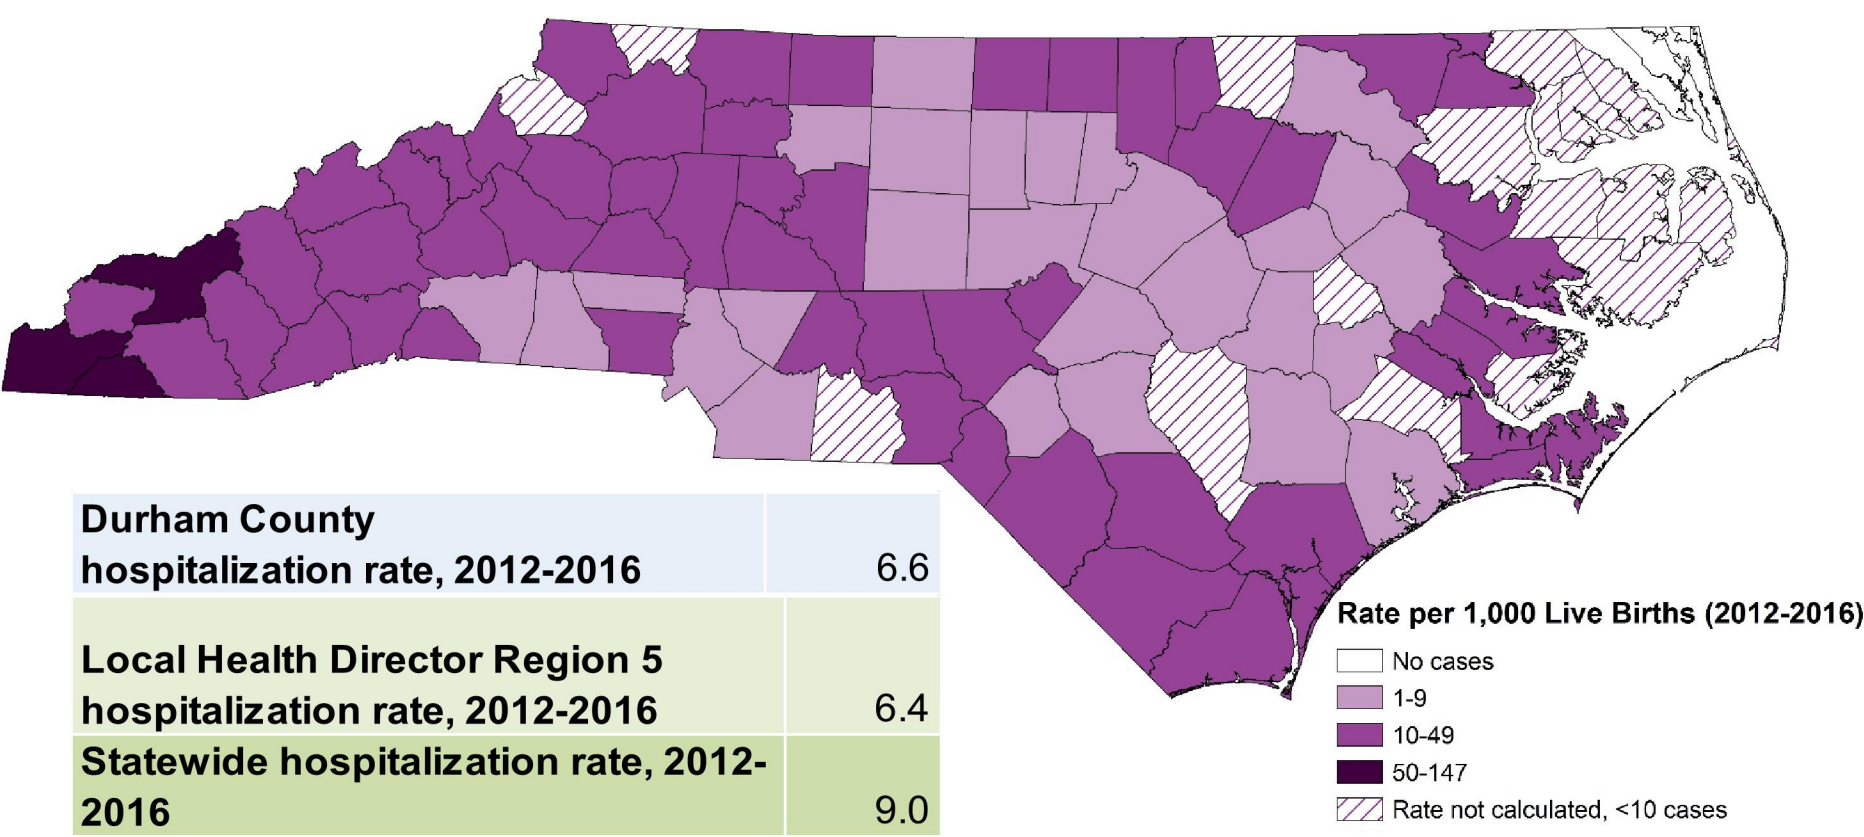 Durham County
hospitalization rate, 2012-2016
6.6
Local Health Director Region 5
hospitalization rate, 2012-2016
6.4
Statewide hospitalization rate, 2012-
2016
9.0
Rate per 1,000 Live Births (2012-2016)
No cases
1-9
10-49
50-147
Rate not calculated, <10 cases